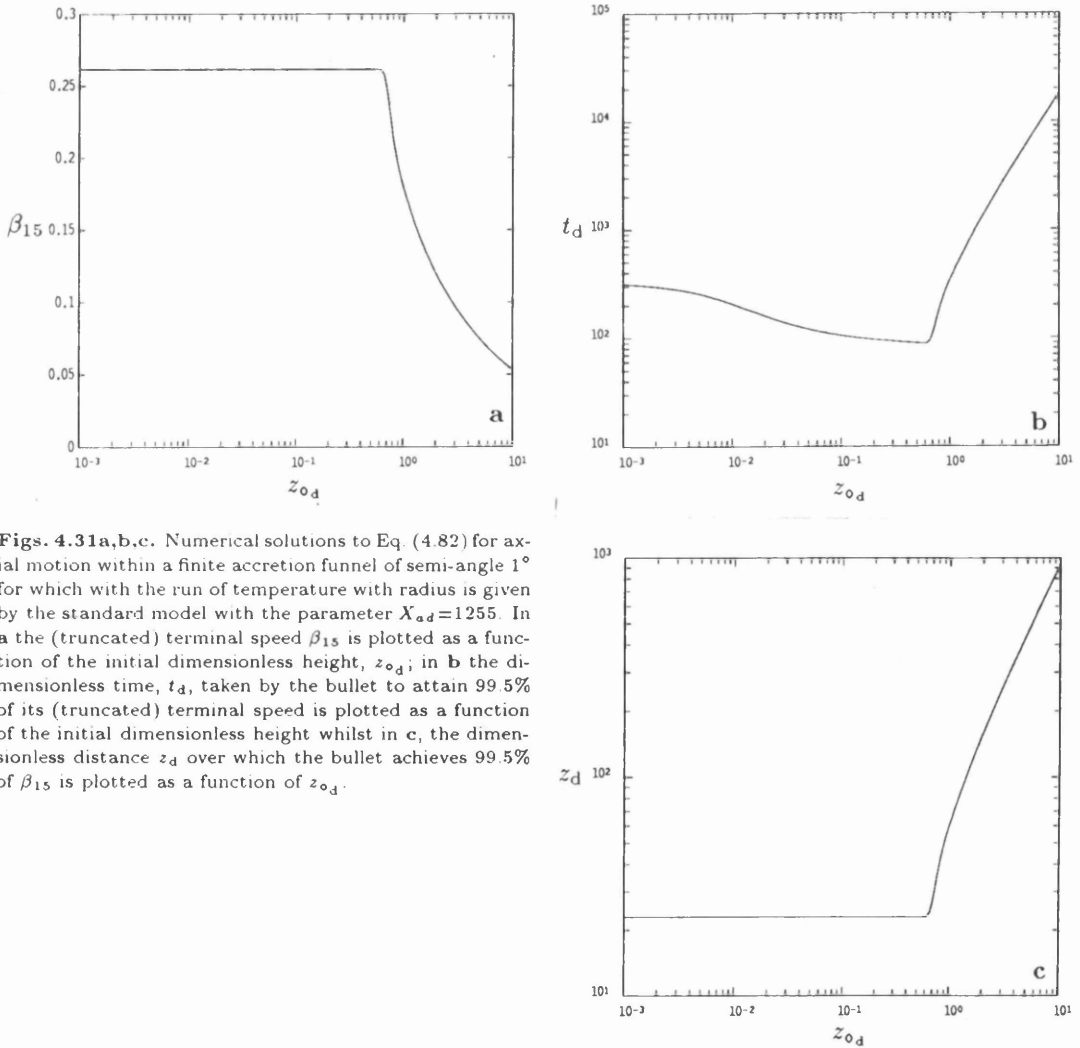 0.3
0.25
0.2
β₁₅ 0.15
0.1
0.05
0
a
10⁻³ 10⁻² 10⁻¹ 10⁰ 10¹
z₀d
10⁵
10⁴
t_d 10³
10²
10¹
b
10⁻³ 10⁻² 10⁻¹ 10⁰ 10¹
z₀d
Figs. 4.31a,b,c. Numerical solutions to Eq. (4.82) for ax-
ial motion within a finite accretion funnel of semi-angle 1°
for which with the run of temperature with radius is given
by the standard model with the parameter X_ad=1255. In
a the (truncated) terminal speed β₁₅ is plotted as a func-
tion of the initial dimensionless height, z₀d; in b the di-
mensionless time, t_d, taken by the bullet to attain 99.5%
of its (truncated) terminal speed is plotted as a function
of the initial dimensionless height whilst in c, the dimen-
sionless distance z_d over which the bullet achieves 99.5%
of β₁₅ is plotted as a function of z₀d.
10³
z_d 10²
10¹
c
10⁻³ 10⁻² 10⁻¹ 10⁰ 10¹
z₀d